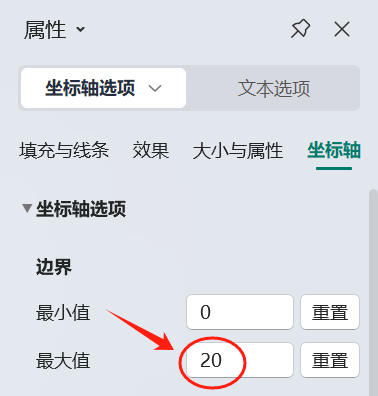 属性
坐标轴选项 文本选项
填充与线条 效果 大小与属性 坐标轴
坐标轴选项
边界
最小值 0 重置
最大值 20 重置